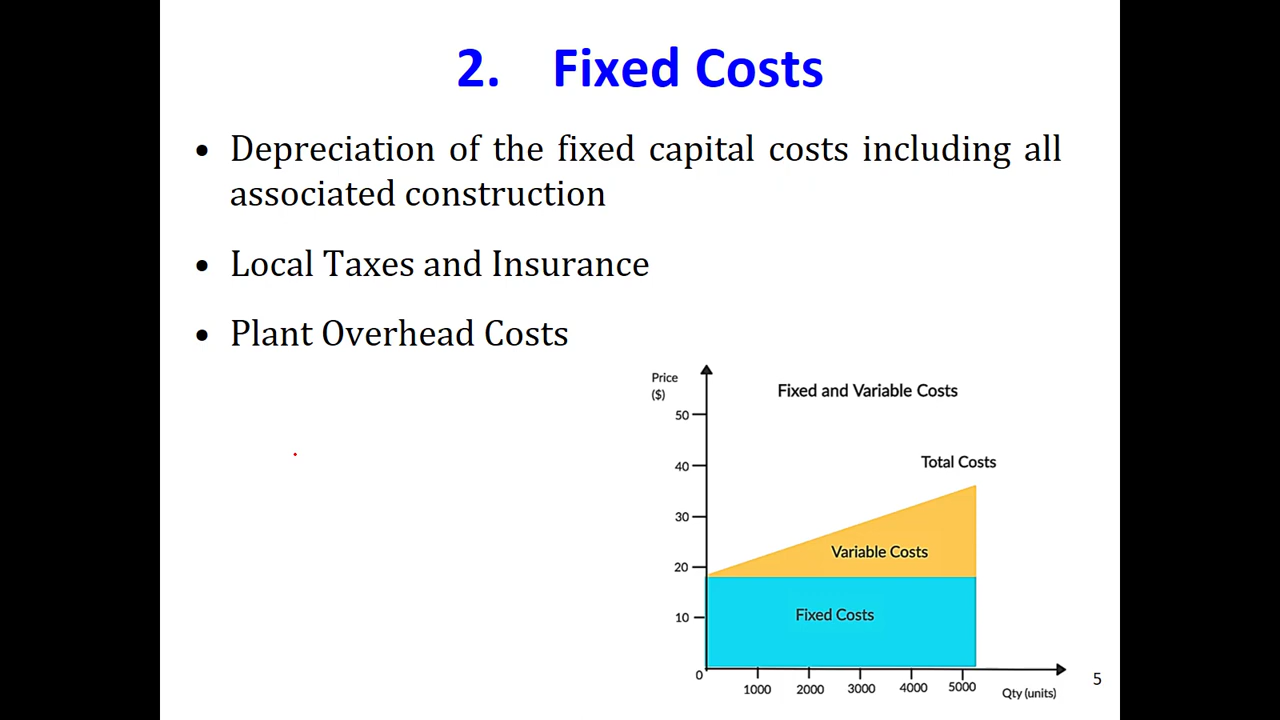 2. Fixed Costs
• Depreciation of the fixed capital costs including all
associated construction
• Local Taxes and Insurance
• Plant Overhead Costs
Price
($)
Fixed and Variable Costs
50
Total Costs
40
30
Variable Costs
20
Fixed Costs
10
0
1000 2000 3000 4000 5000
Qty (units)
5